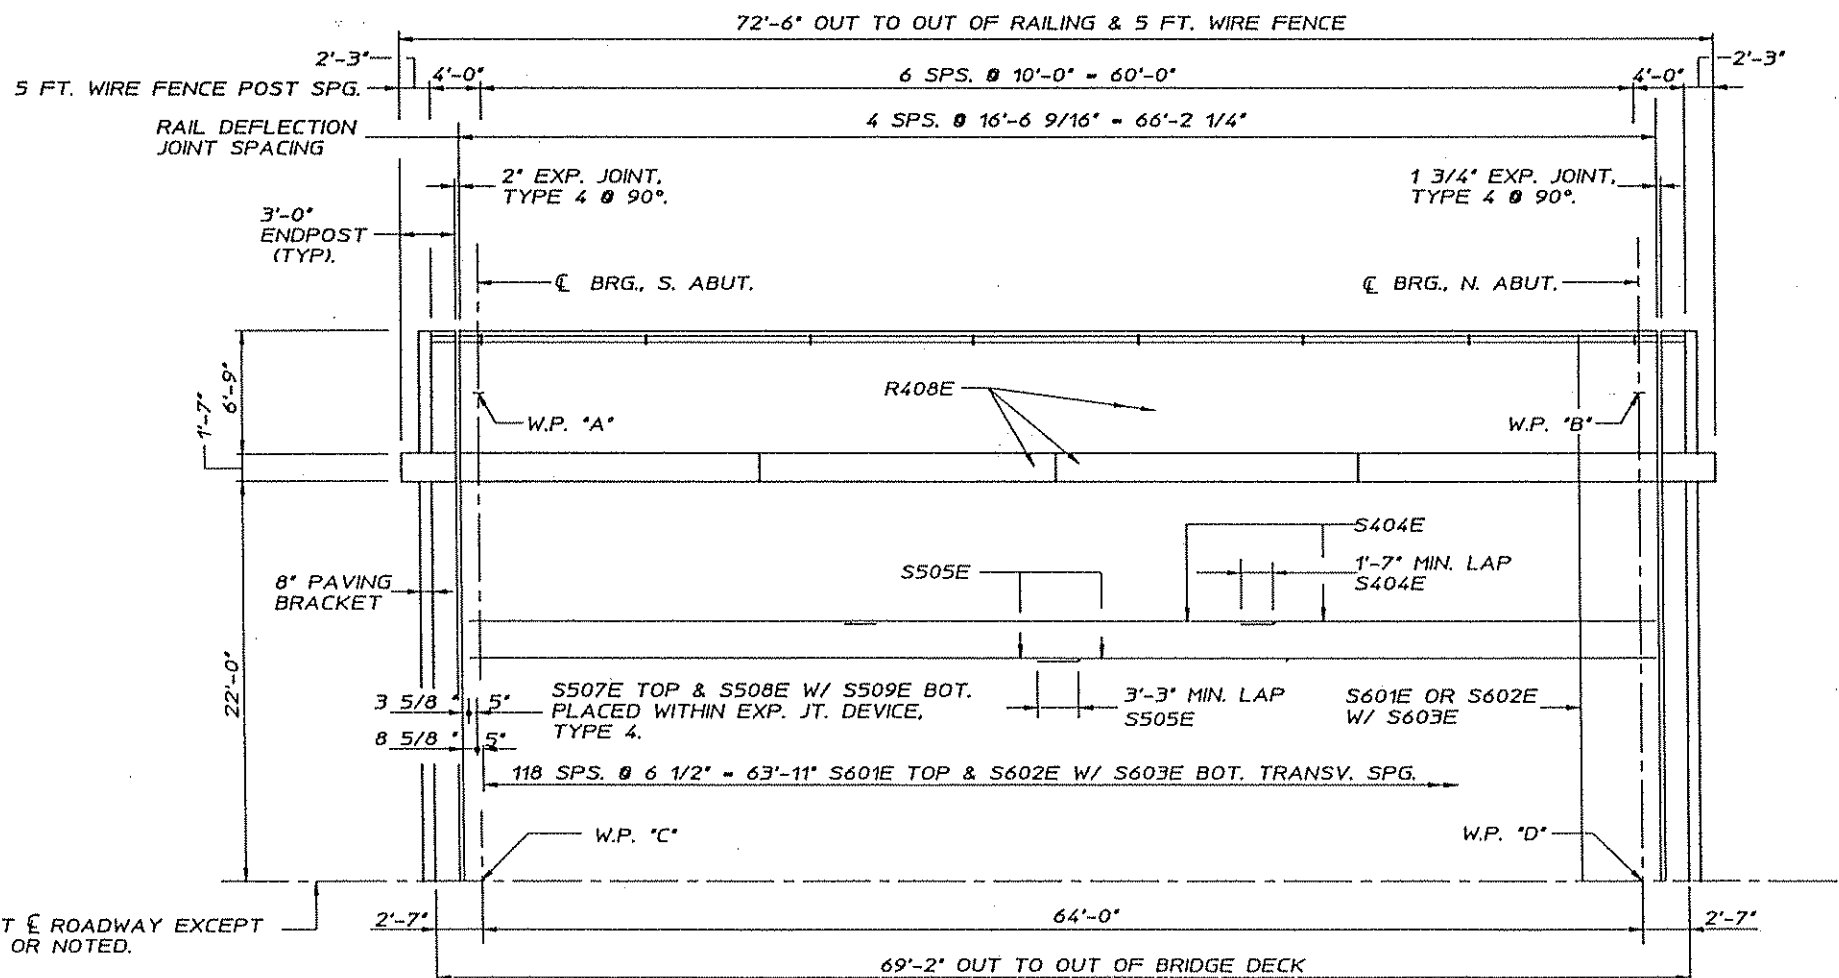 72'-6" OUT TO OUT OF RAILING & 5 FT. WIRE FENCE
2'-3"
2'-3"
4'-0"
6 SPS. @ 10'-0" = 60'-0"
4'-0"
5 FT. WIRE FENCE POST SPG.
RAIL DEFLECTION
JOINT SPACING
4 SPS. @ 16'-6 9/16" = 66'-2 1/4"
2" EXP. JOINT,
TYPE 4 @ 90°.
1 3/4" EXP. JOINT,
TYPE 4 @ 90°.
3'-0"
ENDPOST
(TYP).
℄ BRG., S. ABUT.
℄ BRG., N. ABUT.
6'-9"
1'-7"
R408E
W.P. "A"
W.P. "B"
S404E
S505E
1'-7" MIN. LAP
S404E
8" PAVING
BRACKET
22'-0"
S507E TOP & S508E W/ S509E BOT.
PLACED WITHIN EXP. JT. DEVICE,
TYPE 4.
3 5/8 " 5"
8 5/8 " 5"
3'-3" MIN. LAP
S505E
S601E OR S602E
W/ S603E
118 SPS. @ 6 1/2" = 63'-11" S601E TOP & S602E W/ S603E BOT. TRANSV. SPG.
W.P. "C"
W.P. "D"
T ℄ ROADWAY EXCEPT
OR NOTED.
2'-7"
64'-0"
2'-7"
69'-2" OUT TO OUT OF BRIDGE DECK